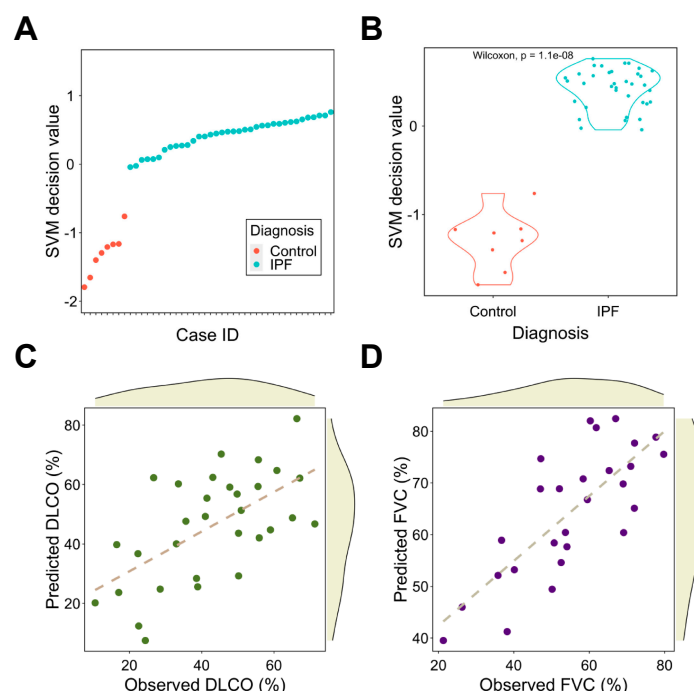 A
SVM decision value
1
0
-1
-2
Diagnosis
Control
IPF
Case ID
B
Wilcoxon, p = 1.1e-08
SVM decision value
0
-1
Control
IPF
Diagnosis
C
Predicted DLCO (%)
80
60
40
20
20
40
60
Observed DLCO (%)
D
Predicted FVC (%)
80
70
60
50
40
20
40
60
80
Observed FVC (%)